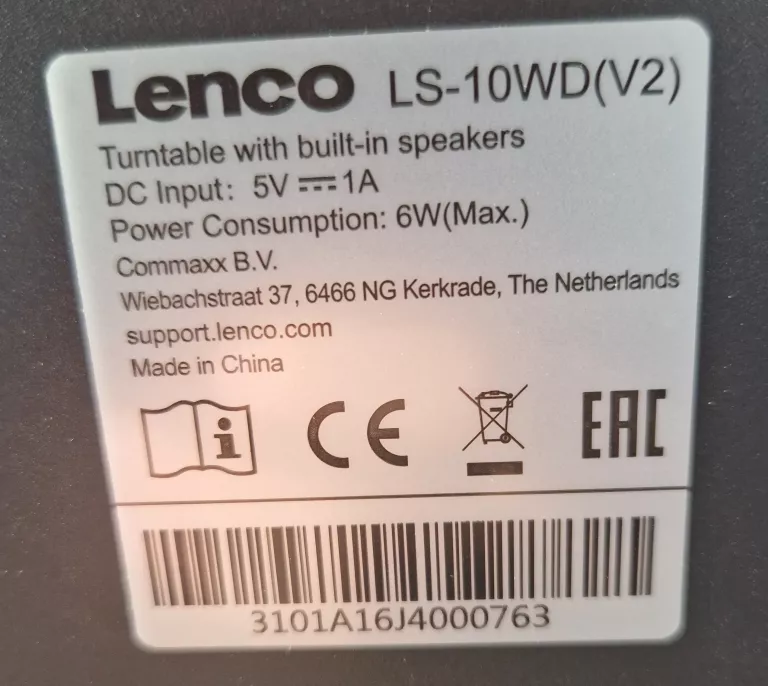 Lenco LS-10WD(V2)
Turntable with built-in speakers
DC Input: 5V ⎓ 1A
Power Consumption: 6W(Max.)
Commaxx B.V.
Wiebachstraat 37, 6466 NG Kerkrade, The Netherlands
support.lenco.com
Made in China
i CE EAC
3101A16J4000763